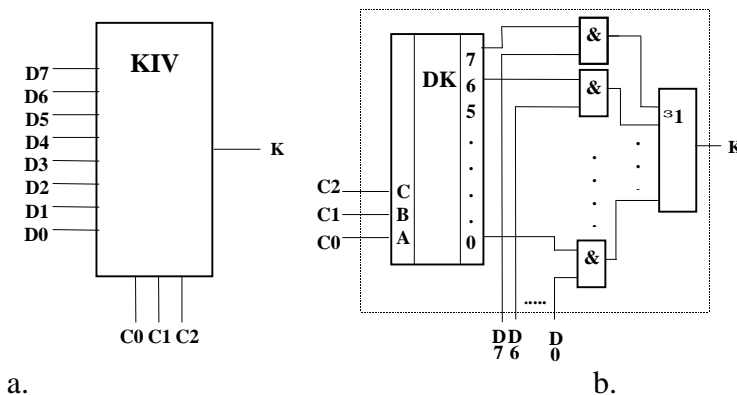 KIV
D7
D6
D5
D4
D3
D2
D1
D0
K
C0 C1 C2
a.
DK
7
6
5
.
.
.
.
0
C2 C
C1 B
C0 A
&
&
&
ε1
K
.....
D D D
7 6 0
b.